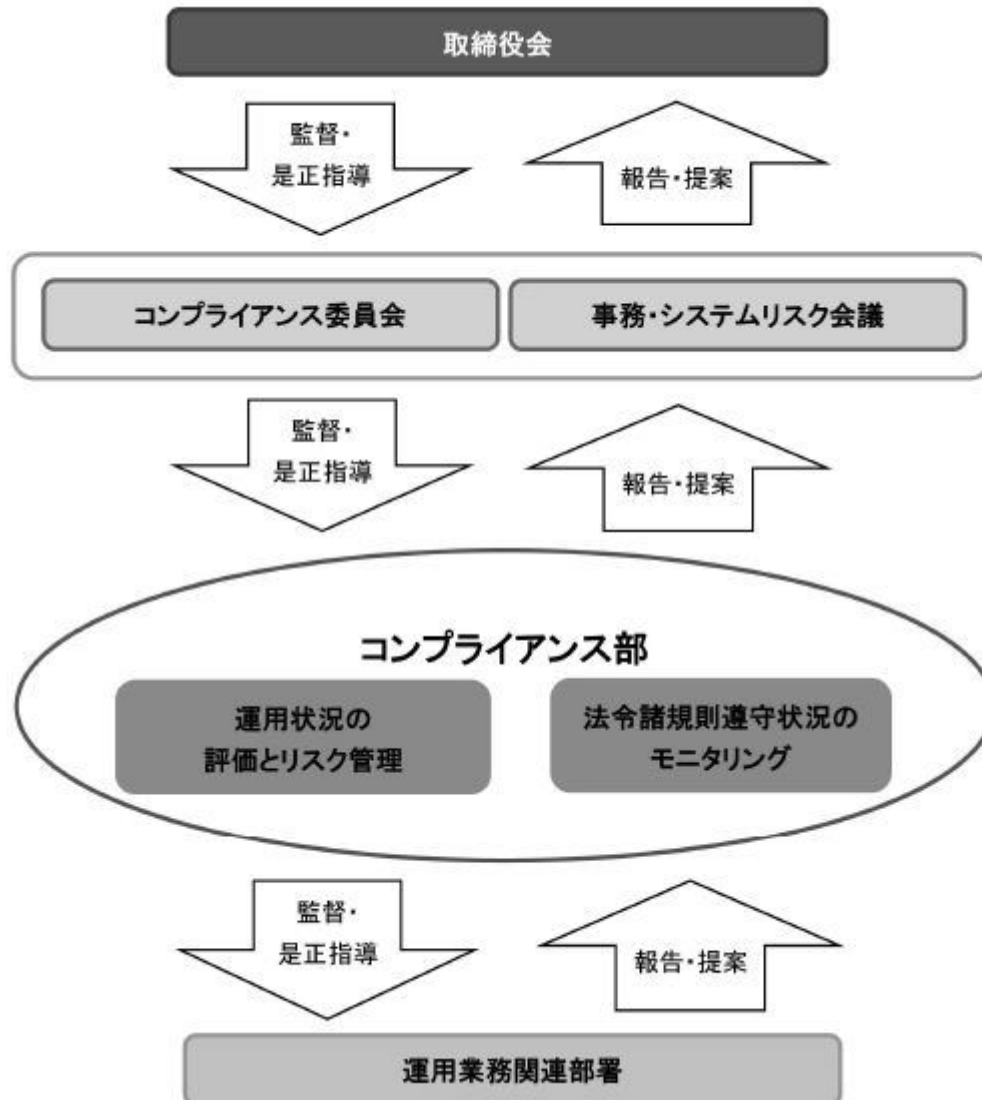 取締役会
監督・
是正指導
報告・提案
コンプライアンス委員会
事務・システムリスク会議
監督・
是正指導
報告・提案
コンプライアンス部
運用状況の
評価とリスク管理
法令諸規則遵守状況の
モニタリング
監督・
是正指導
報告・提案
運用業務関連部署